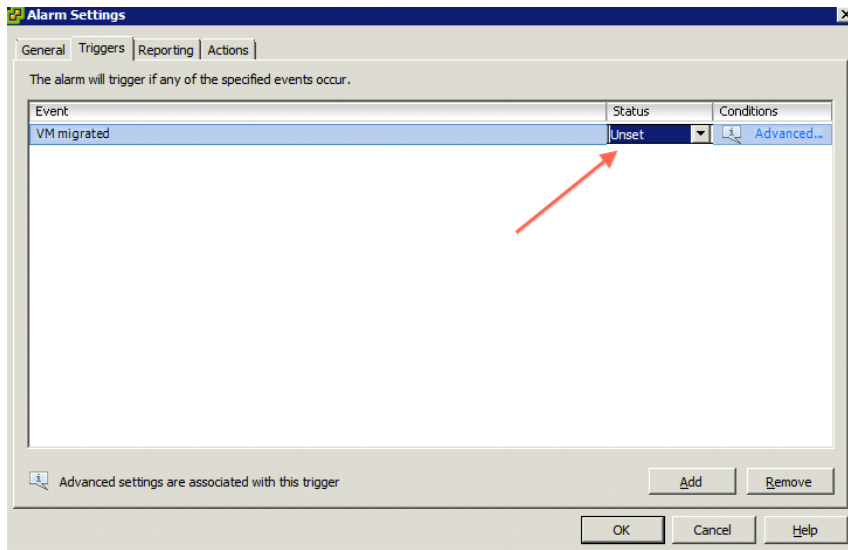 Alarm Settings
General Triggers Reporting Actions
The alarm will trigger if any of the specified events occur.
Event Status Conditions
VM migrated Unset Advanced...
Advanced settings are associated with this trigger Add Remove
OK Cancel Help